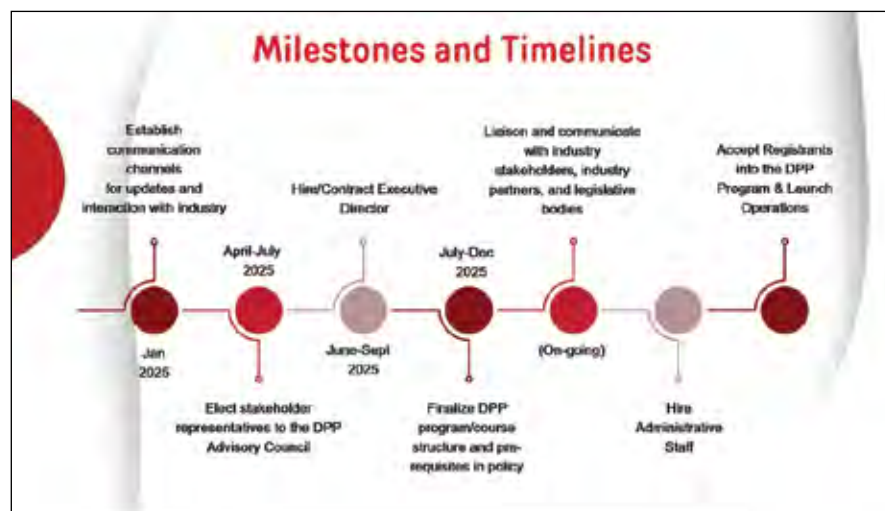 Milestones and Timelines
Establish
communication
channels
for updates and
interaction with industry
Jan
2025
April-July
2025
Elect stakeholder
representatives to the DPP
Advisory Council
Hire/Contract Executive
Director
June-Sept
2025
July-Dec
2025
Finalize DPP
program/course
structure and pre-
requisites in policy
Liaison and communicate
with industry
stakeholders, industry
partners, and legislative
bodies
(On-going)
Hire
Administrative
Staff
Accept Registrants
into the DPP
Program & Launch
Operations